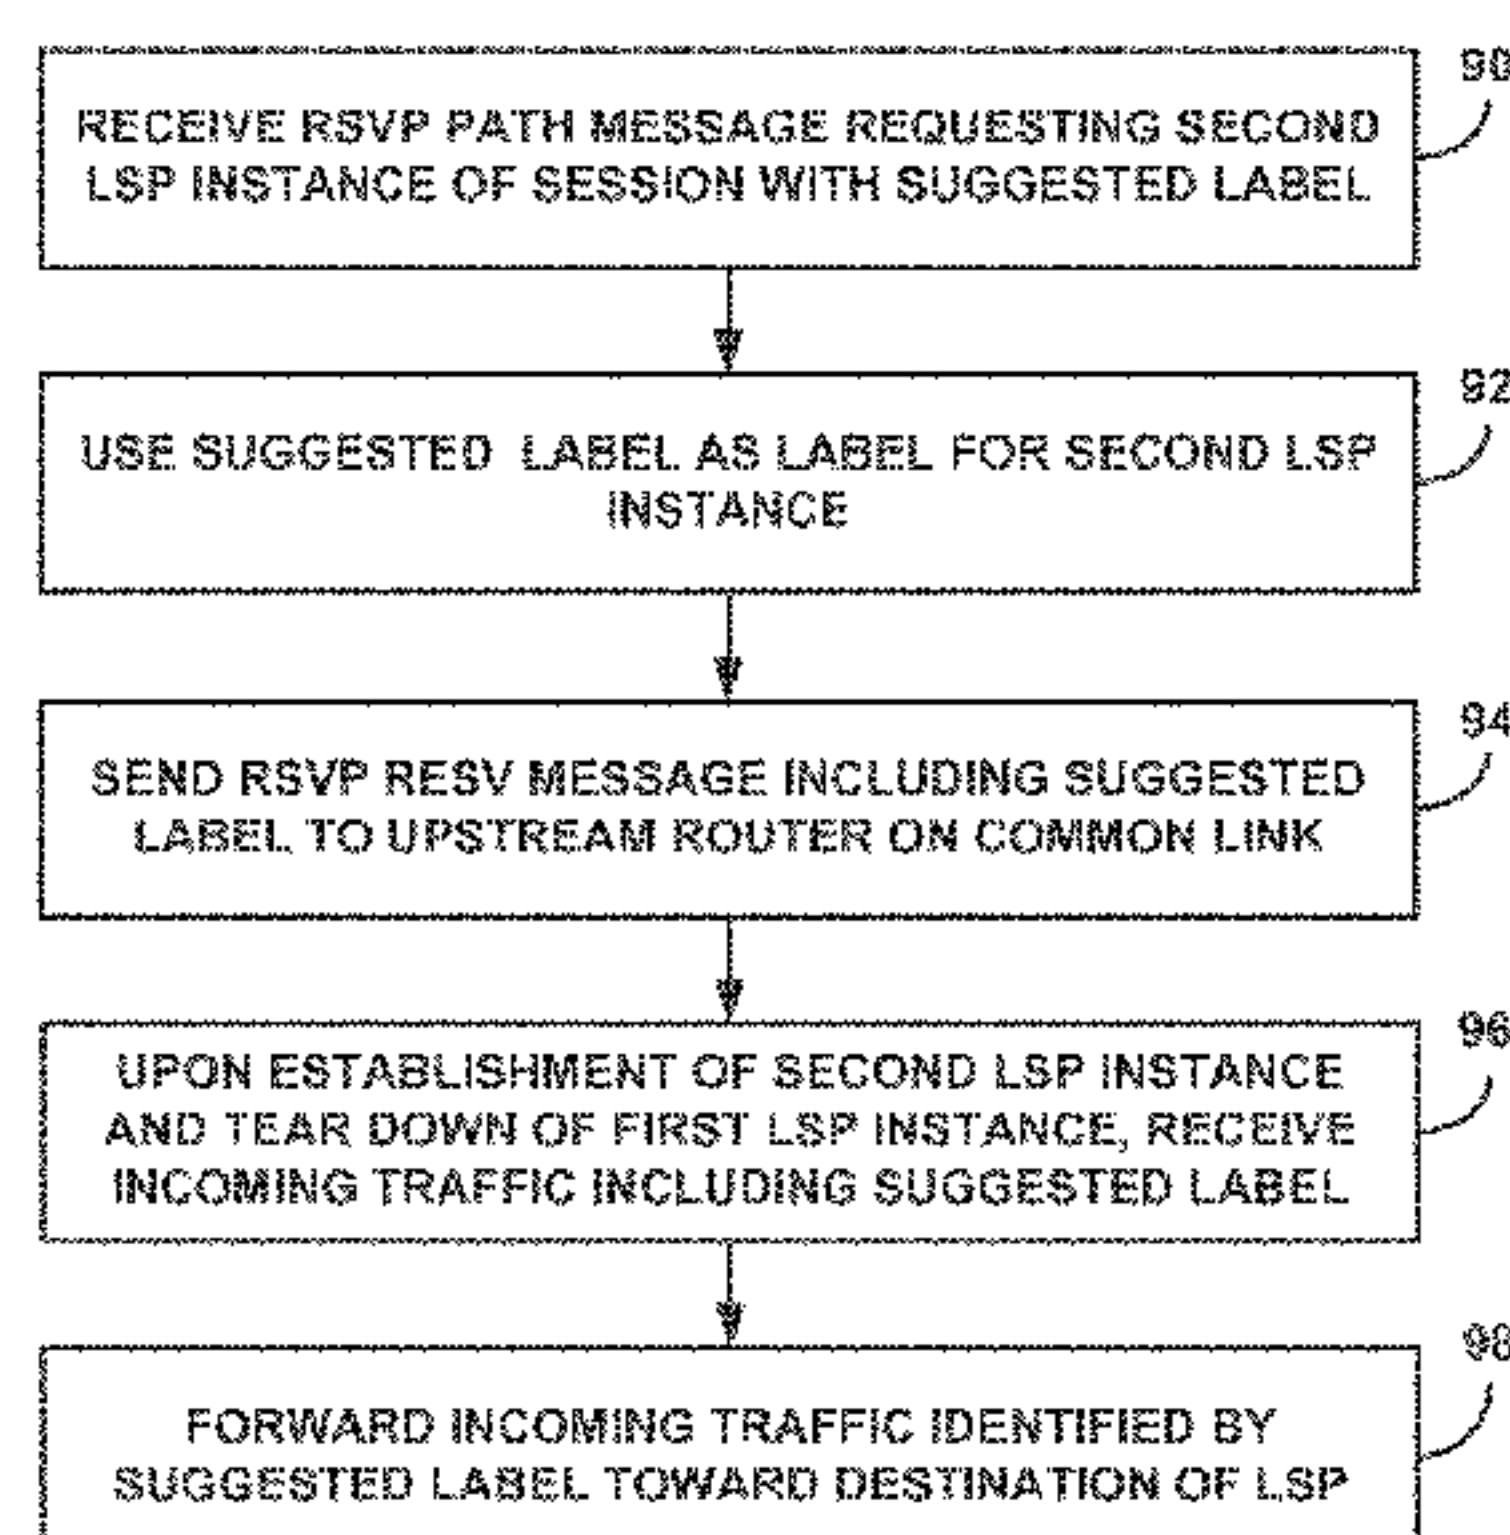 90
RECEIVE RSVP PATH MESSAGE REQUESTING SECOND
LSP INSTANCE OF SESSION WITH SUGGESTED LABEL
92
USE SUGGESTED LABEL AS LABEL FOR SECOND LSP
INSTANCE
94
SEND RSVP RESV MESSAGE INCLUDING SUGGESTED
LABEL TO UPSTREAM ROUTER ON COMMON LINK
96
UPON ESTABLISHMENT OF SECOND LSP INSTANCE
AND TEAR DOWN OF FIRST LSP INSTANCE, RECEIVE
INCOMING TRAFFIC INCLUDING SUGGESTED LABEL
98
FORWARD INCOMING TRAFFIC IDENTIFIED BY
SUGGESTED LABEL TOWARD DESTINATION OF LSP